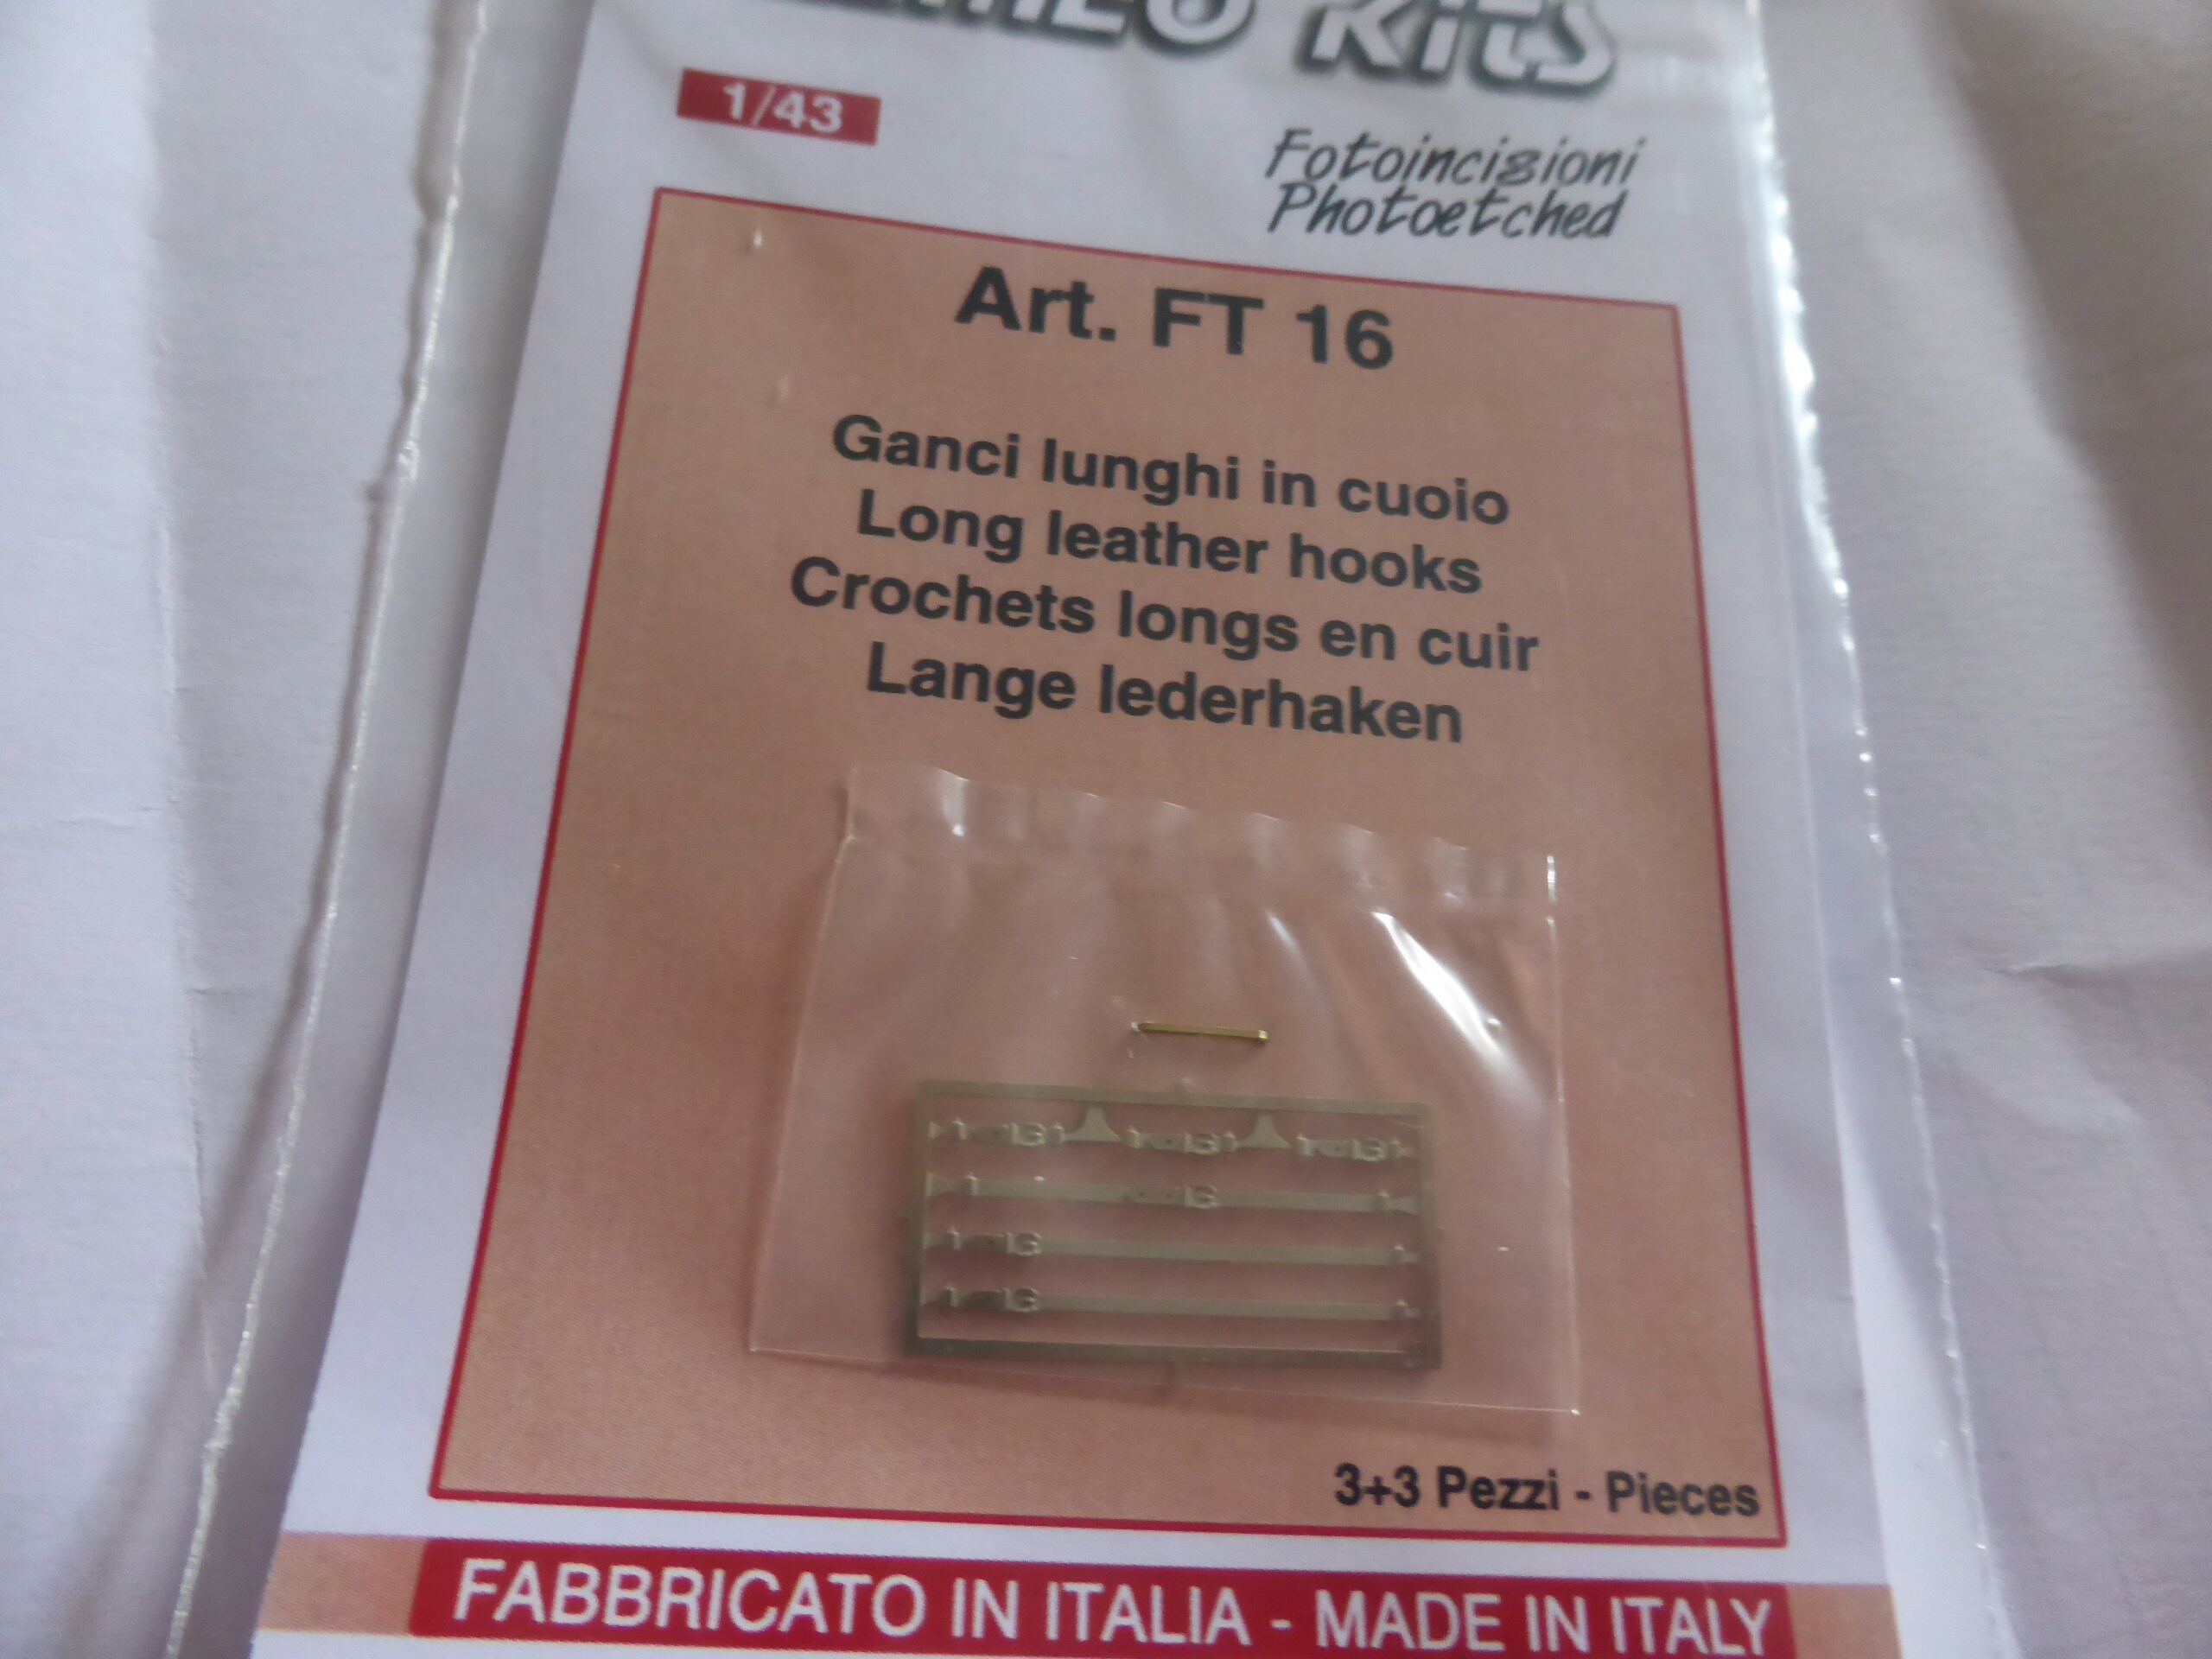 Kits
1/43
Fotoincisioni
Photoetched
Art. FT 16
Ganci lunghi in cuoio
Long leather hooks
Crochets longs en cuir
Lange lederhaken
3+3 Pezzi - Pieces
FABBRICATO IN ITALIA - MADE IN ITALY